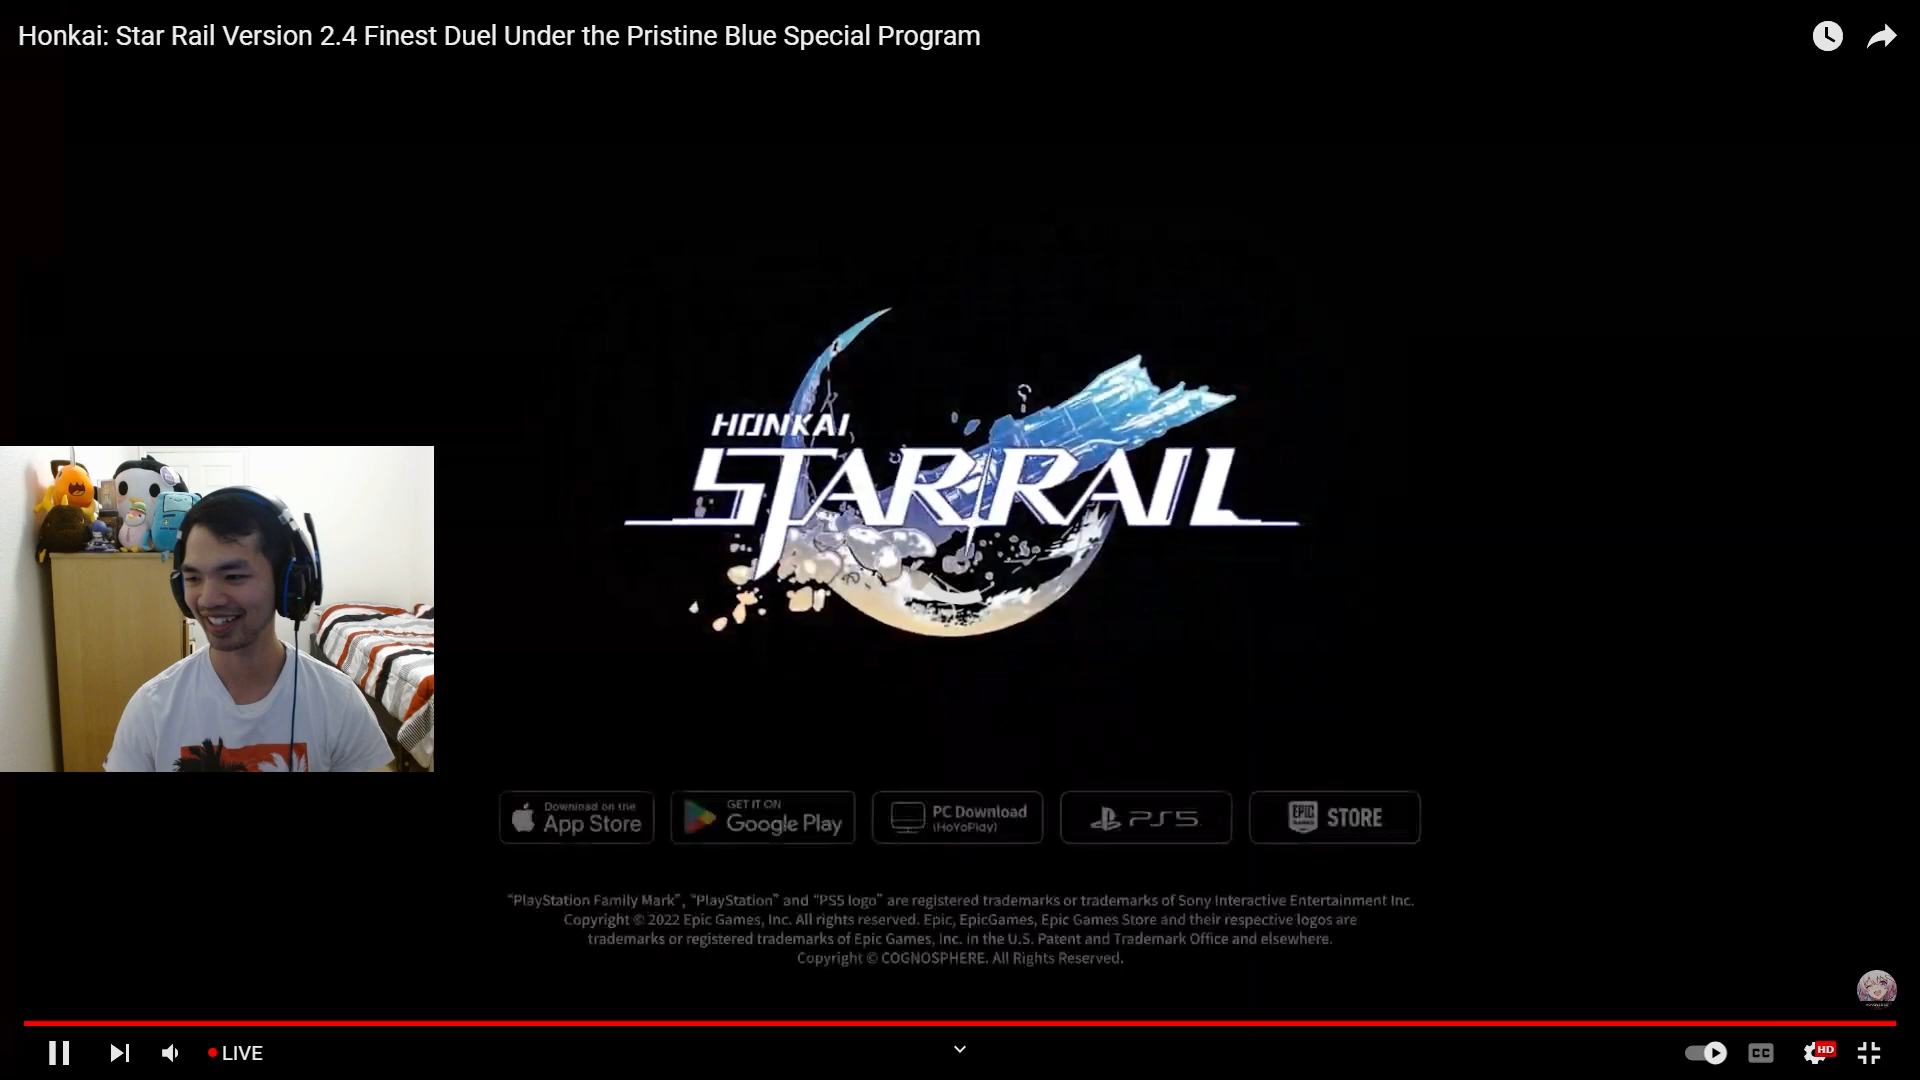 Honkai: Star Rail Version 2.4 Finest Duel Under the Pristine Blue Special Program
HONKAI
STAR RAIL
Download on the
App Store
GET IT ON
Google Play
PC Download
(HoYoPlay)
PS5
EPIC GAMES
STORE
"PlayStation Family Mark", "PlayStation" and "PS5 logo" are registered trademarks or trademarks of Sony Interactive Entertainment Inc.
Copyright © 2022 Epic Games, Inc. All rights reserved. Epic, EpicGames, Epic Games Store and their respective logos are
trademarks or registered trademarks of Epic Games, Inc. in the U.S. Patent and Trademark Office and elsewhere.
Copyright © COGNOSPHERE. All Rights Reserved.
LIVE
CC
HD